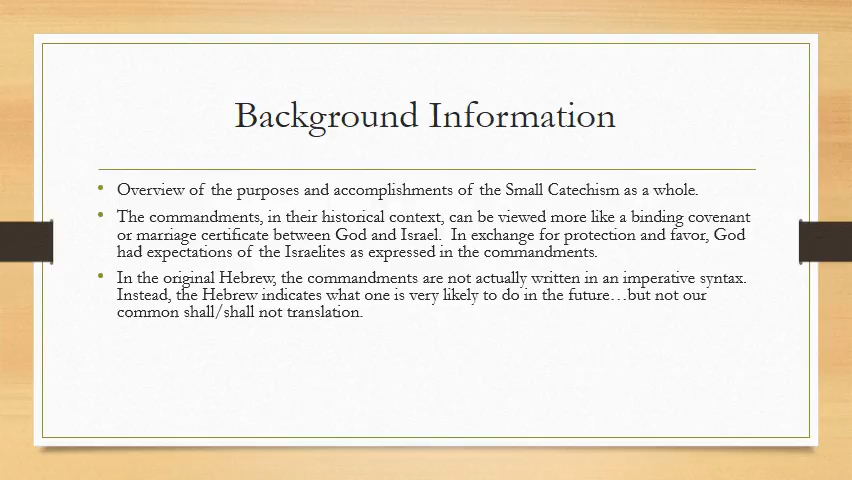 Background Information
• Overview of the purposes and accomplishments of the Small Catechism as a whole.
• The commandments, in their historical context, can be viewed more like a binding covenant
or marriage certificate between God and Israel.  In exchange for protection and favor, God
had expectations of the Israelites as expressed in the commandments.
• In the original Hebrew, the commandments are not actually written in an imperative syntax.
Instead, the Hebrew indicates what one is very likely to do in the future…but not our
common shall/shall not translation.